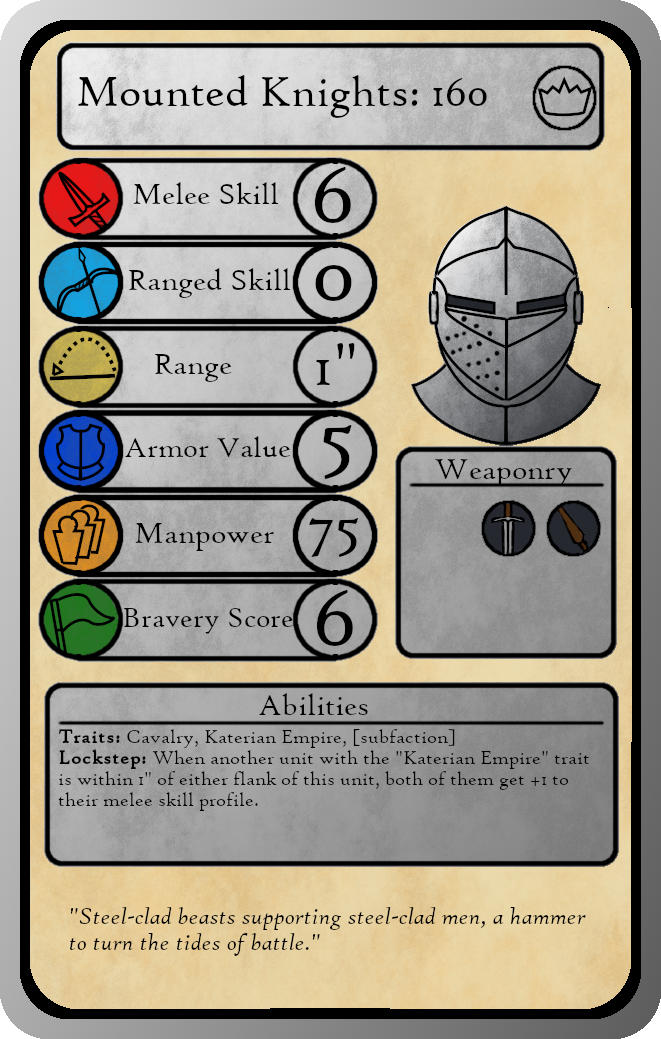 Mounted Knights: 160
Melee Skill 6
Ranged Skill 0
Range 1"
Armor Value 5
Manpower 75
Bravery Score 6
Weaponry
Abilities
Traits: Cavalry, Katerian Empire, [subfaction]
Lockstep: When another unit with the "Katerian Empire" trait
is within 1" of either flank of this unit, both of them get +1 to
their melee skill profile.
"Steel-clad beasts supporting steel-clad men, a hammer
to turn the tides of battle."